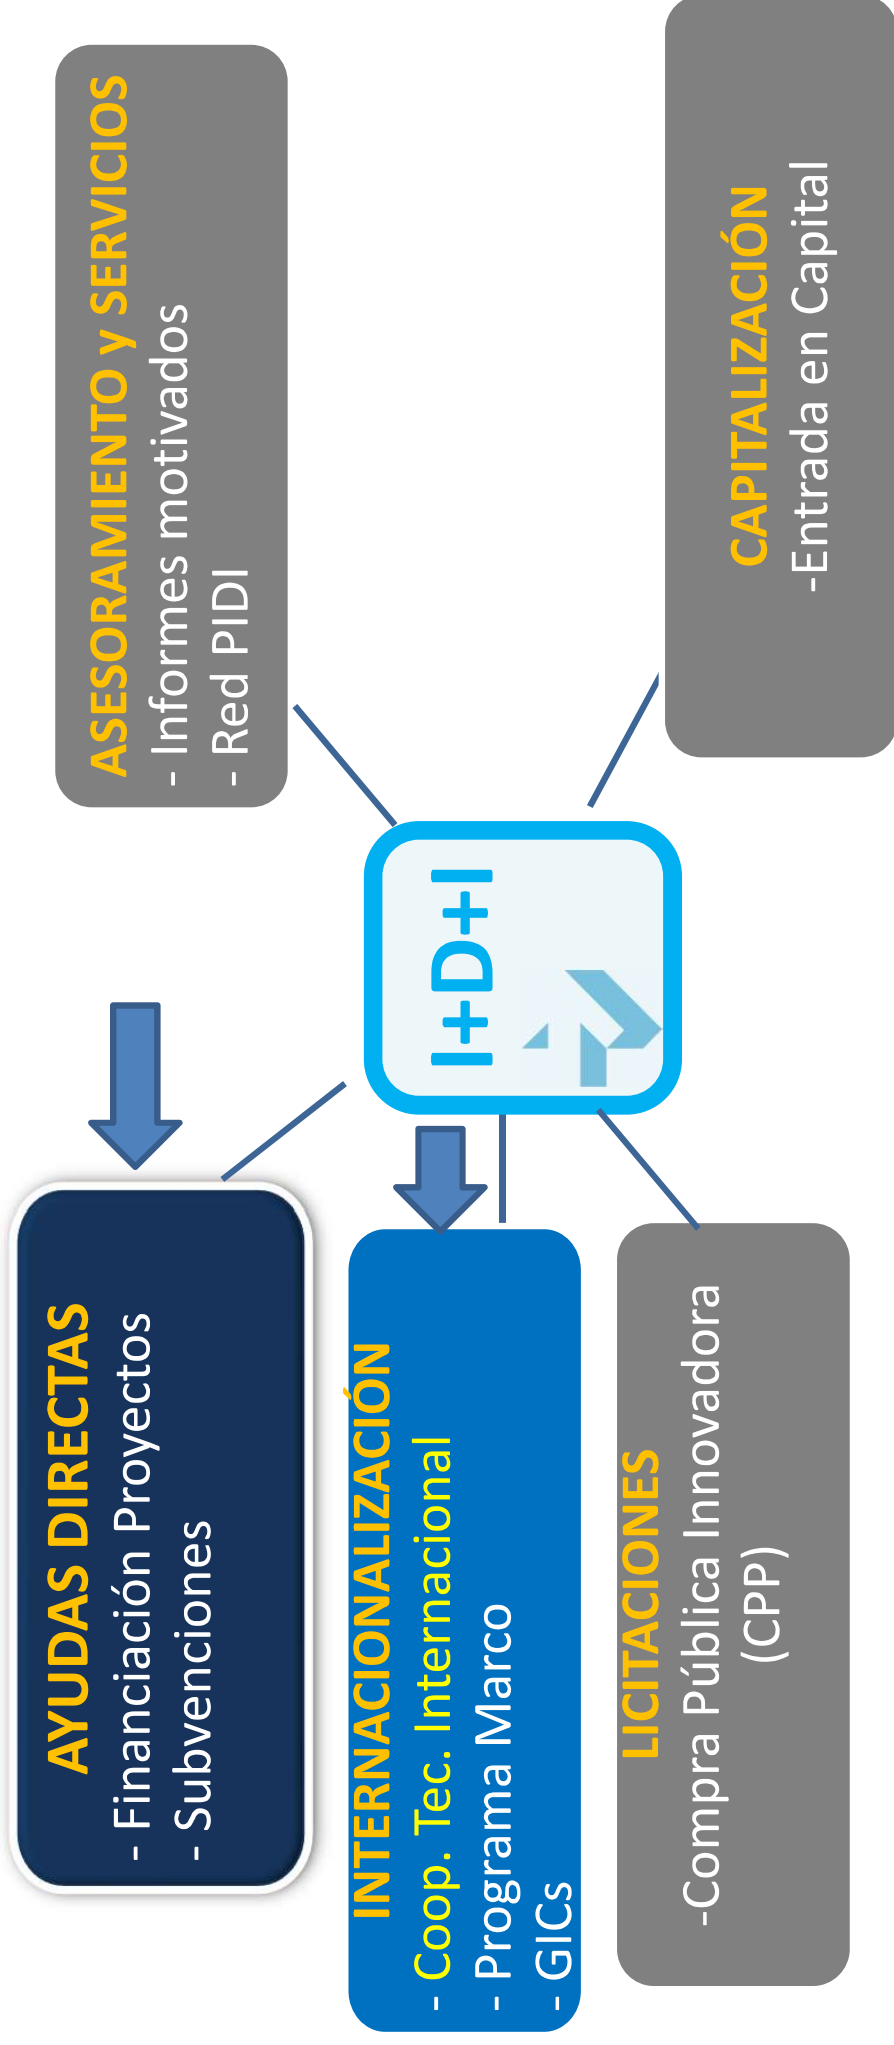 AYUDAS DIRECTAS
- Financiación Proyectos
- Subvenciones
ASESORAMIENTO y SERVICIOS
- Informes motivados
- Red PIDI
INTERNACIONALIZACIÓN
- Coop. Tec. Internacional
- Programa Marco
- GICs
I+D+I
LICITACIONES
-Compra Pública Innovadora
(CPP)
CAPITALIZACIÓN
-Entrada en Capital